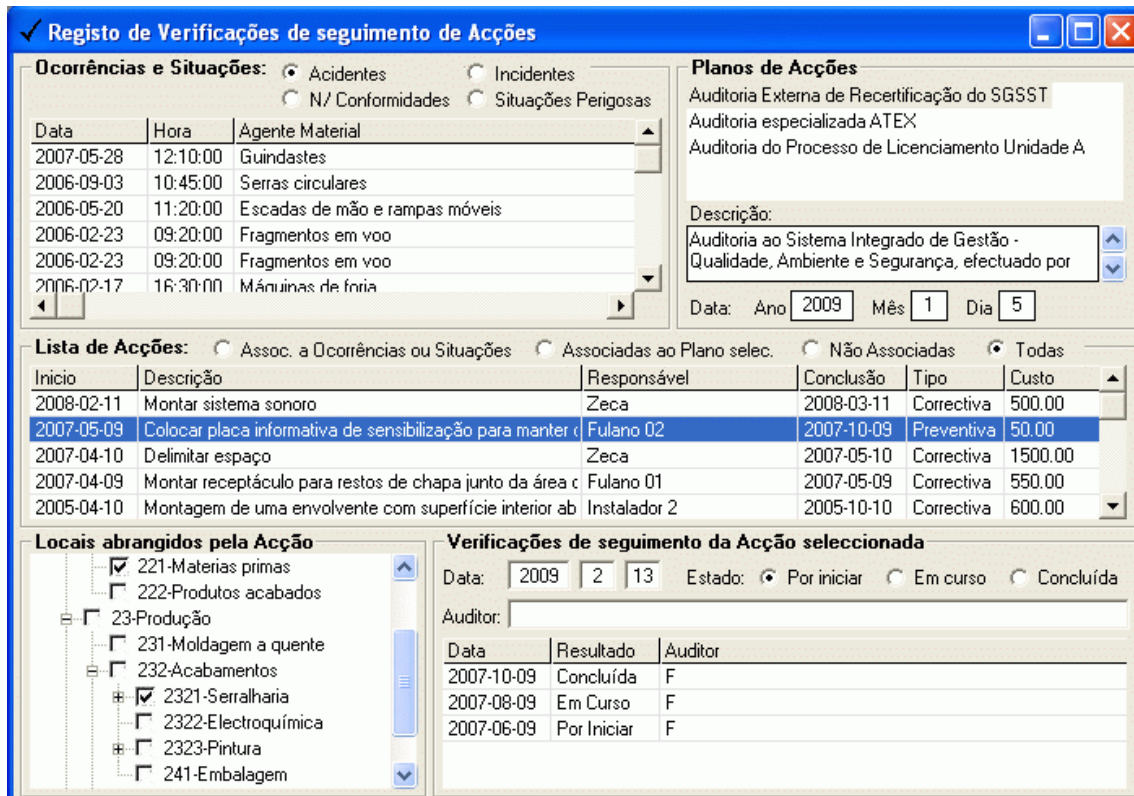 Registo de Verificações de seguimento de Acções
Ocorrências e Situações: Acidentes Incidentes
N/ Conformidades Situações Perigosas
Data Hora Agente Material
2007-05-28 12:10:00 Guindastes
2006-09-03 10:45:00 Serras circulares
2006-05-20 11:20:00 Escadas de mão e rampas móveis
2006-02-23 09:20:00 Fragmentos em voo
2006-02-23 09:20:00 Fragmentos em voo
2006-02-17 16:30:00 Máquinas de forja
Planos de Acções
Auditoria Externa de Recertificação do SGSST
Auditoria especializada ATEX
Auditoria do Processo de Licenciamento Unidade A
Descrição:
Auditoria ao Sistema Integrado de Gestão -
Qualidade, Ambiente e Segurança, efectuado por
Data: Ano 2009 Mês 1 Dia 5
Lista de Acções: Assoc. a Ocorrências ou Situações Associadas ao Plano selec. Não Associadas Todas
Inicio Descrição Responsável Conclusão Tipo Custo
2008-02-11 Montar sistema sonoro Zeca 2008-03-11 Correctiva 500.00
2007-05-09 Colocar placa informativa de sensibilização para manter Fulano 02 2007-10-09 Preventiva 50.00
2007-04-10 Delimitar espaço Zeca 2007-05-10 Correctiva 1500.00
2007-04-09 Montar receptáculo para restos de chapa junto da área Fulano 01 2007-05-09 Correctiva 550.00
2005-04-10 Montagem de uma envolvente com superfície interior ab Instalador 2 2005-10-10 Correctiva 600.00
Locais abrangidos pela Acção
221-Materias primas
222-Produtos acabados
23-Produção
231-Moldagem a quente
232-Acabamentos
2321-Serralharia
2322-Electroquímica
2323-Pintura
241-Embalagem
Verificações de seguimento da Acção seleccionada
Data: 2009 2 13 Estado: Por iniciar Em curso Concluída
Auditor:
Data Resultado Auditor
2007-10-09 Concluída F
2007-08-09 Em Curso F
2007-06-09 Por Iniciar F